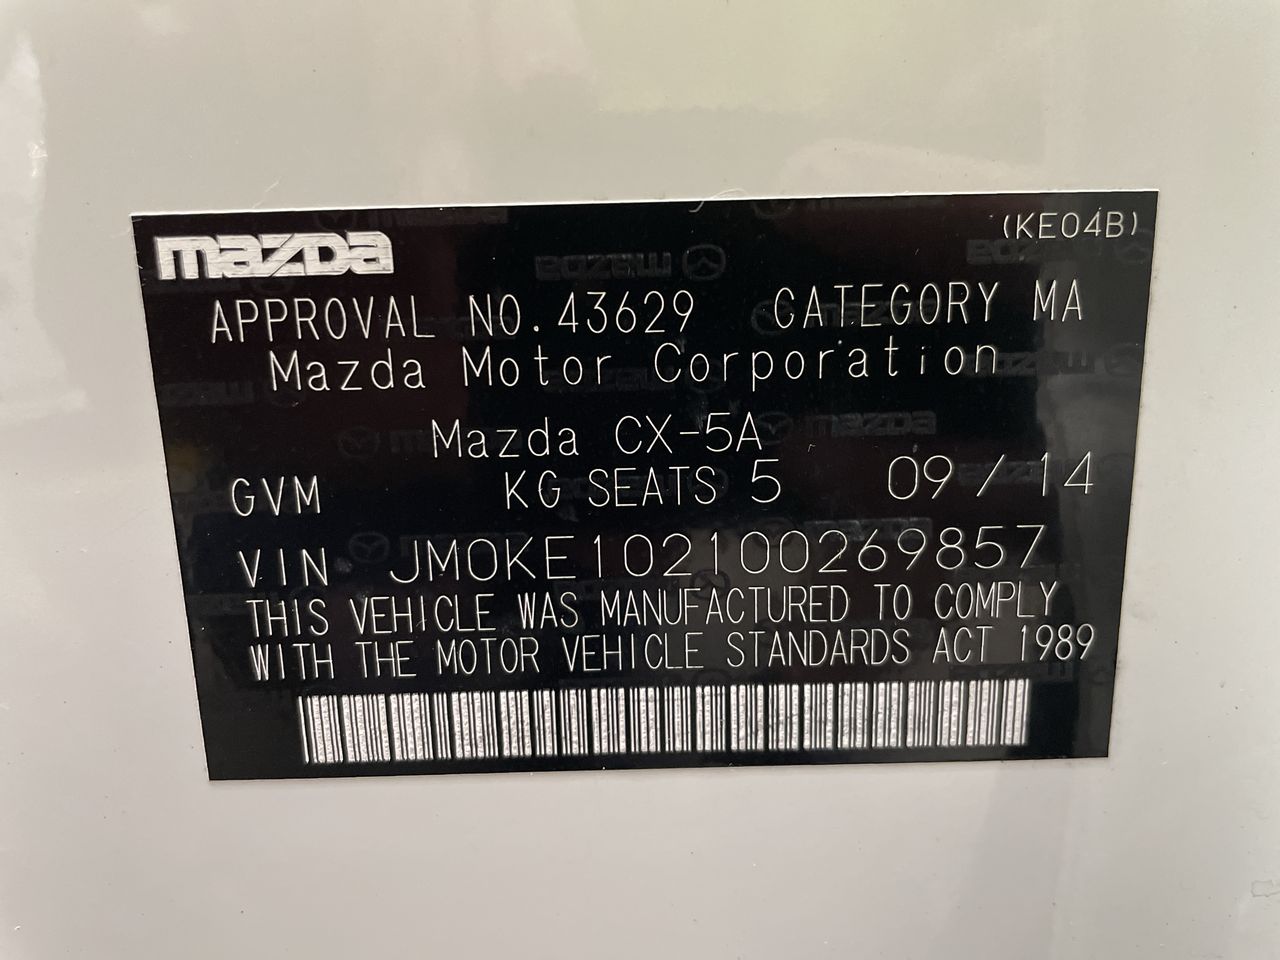 mazda
(KE04B)
APPROVAL NO.43629 CATEGORY MA
Mazda Motor Corporation
Mazda CX-5A
GVM KG SEATS 5 09/14
VIN JM0KE102100269857
THIS VEHICLE WAS MANUFACTURED TO COMPLY
WITH THE MOTOR VEHICLE STANDARDS ACT 1989